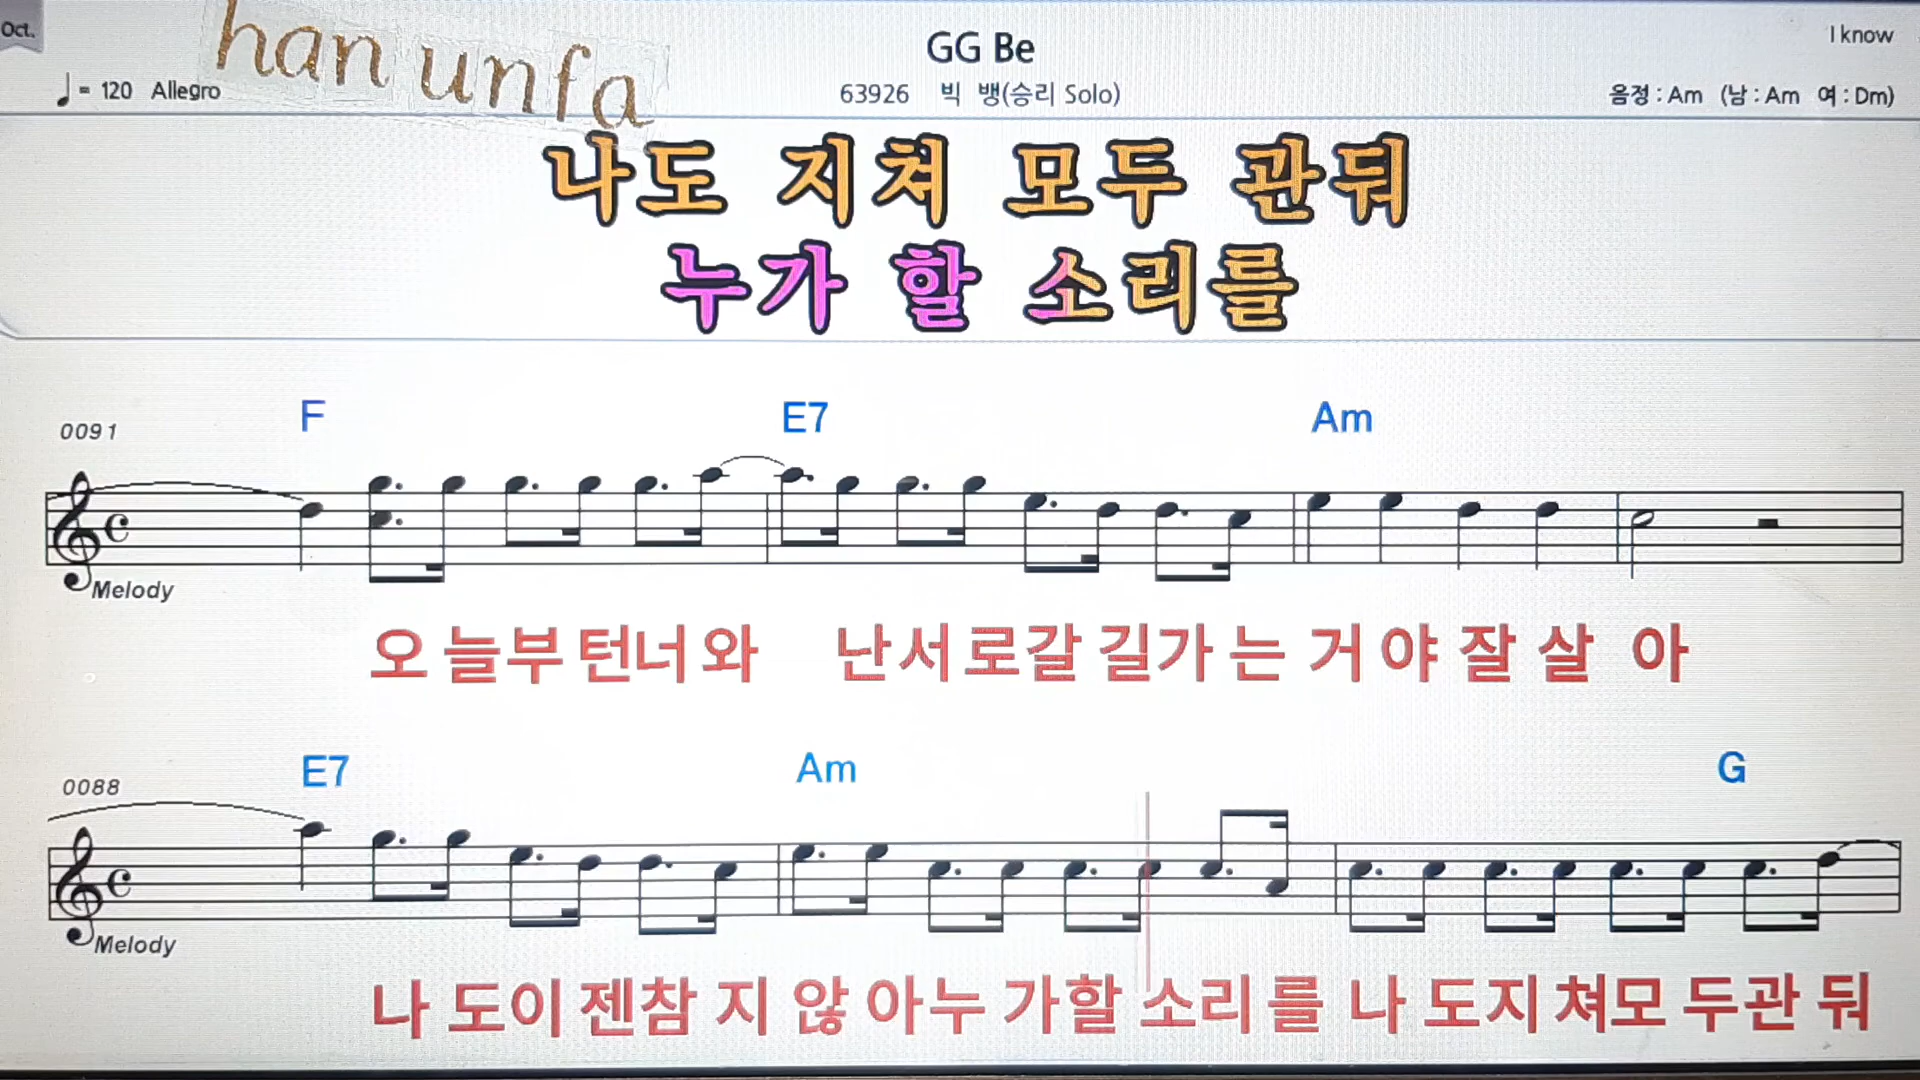 Oct.
han unfa
GG Be
I know
♩= 120 Allegro
63926 빅 뱅(승리 Solo)
음정 : Am (남 : Am 여 : Dm)
나도 지쳐 모두 관둬
누가 할 소리를
F E7 Am
0091
Melody
오 늘부 턴너 와 난서 로갈 길가 는 거 야 잘 살 아
E7 Am G
0088
Melody
나 도이 젠참 지 않 아누 가할 소리 를 나 도지 쳐모 두관 둬